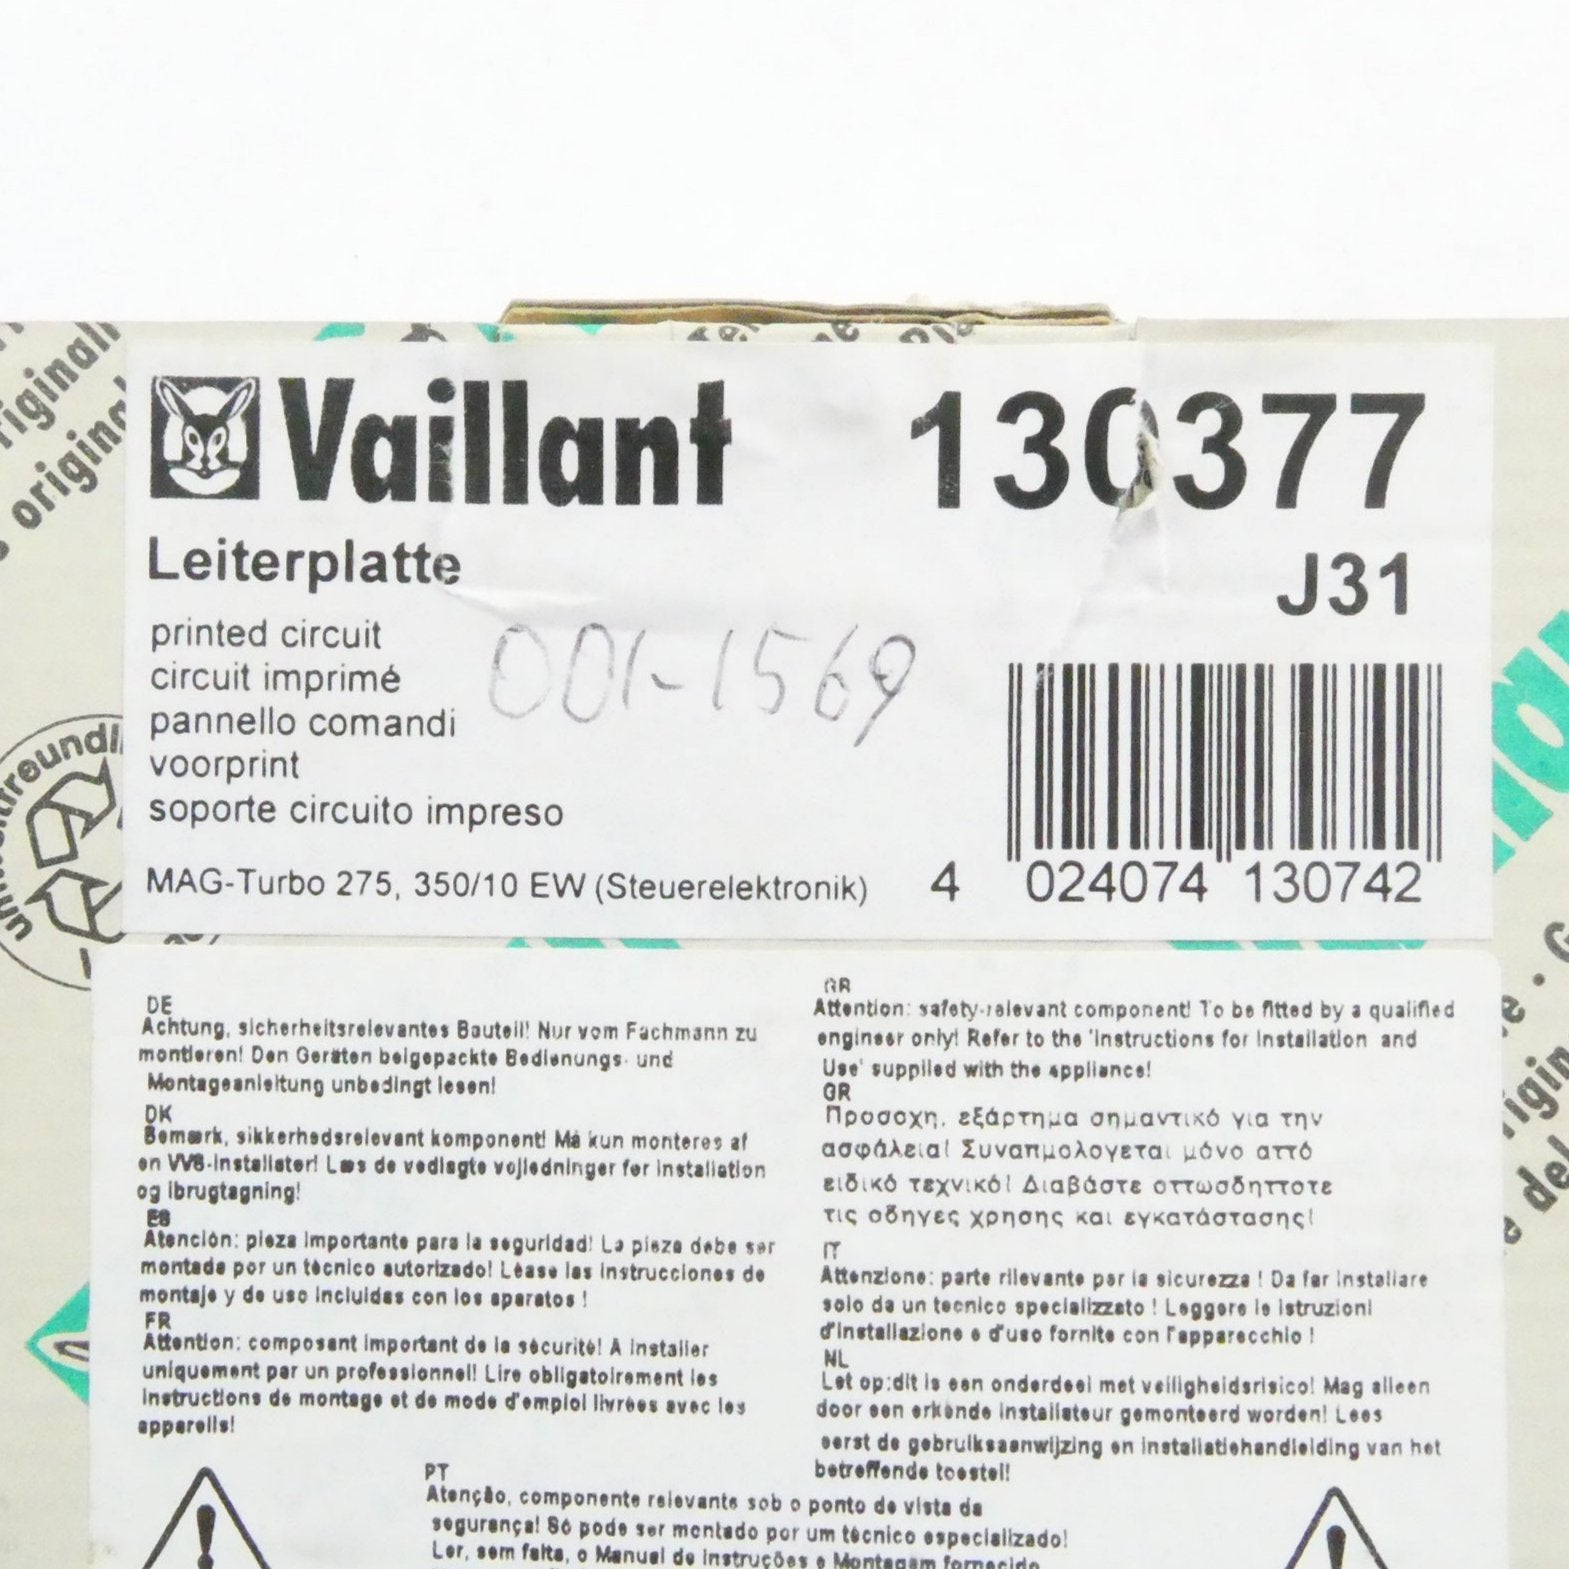 Vaillant 130377
Leiterplatte
J31
printed circuit
circuit imprimé
pannello comandi
voorprint
soporte circuito impreso
001-1569
MAG-Turbo 275, 350/10 EW (Steuerelektronik)
4 024074 130742
DE
Achtung, sicherheitsrelevantes Bauteil! Nur vom Fachmann zu
montieren! Den Geräten beigepackte Bedienungs- und
Montageanleitung unbedingt lesen!
DK
Bemærk, sikkerhedsrelevant komponent! Må kun monteres af
en VVS-installatør! Læs de vedlagte vejledninger for installation
og ibrugtagning!
ES
Atención: pieza importante para la seguridad! La pieza debe ser
montada por un técnico autorizado! Léase las instrucciones de
montaje y de uso incluidas con los aparatos !
FR
Attention: composant important de la sécurité! A installer
uniquement par un professionnel! Lire obligatoirement les
instructions de montage et de mode d'emploi livrées avec les
appareils!
GB
Attention: safety-relevant component! To be fitted by a qualified
engineer only! Refer to the 'Instructions for Installation and
Use' supplied with the appliance!
GR
Προσοχη, εξάρτημα σημαντικό για την
ασφάλεια! Συναπμολογεται μόνο αττό
ειδικό τεχνικό! Διαβάστε οττωσδηττοτε
τις οδηγες χρησης και εγκατάστασης!
IT
Attenzione: parte rilevante per la sicurezza ! Da far installare
solo da un tecnico specializzato ! Leggere le istruzioni
d'installazione e d'uso fornite con l'apparecchio !
NL
Let op:dit is een onderdeel met veiligheidsrisico! Mag alleen
door een erkende installateur gemonteerd worden! Lees
eerst de gebruiksaanwijzing en installatiehandleiding van het
betreffende toestel!
PT
Atenção, componente relevante sob o ponto de vista da
segurança! Só pode ser montado por um técnico especializado!
Ler, sem falta, o Manual de Instruções e Montagem fornecido